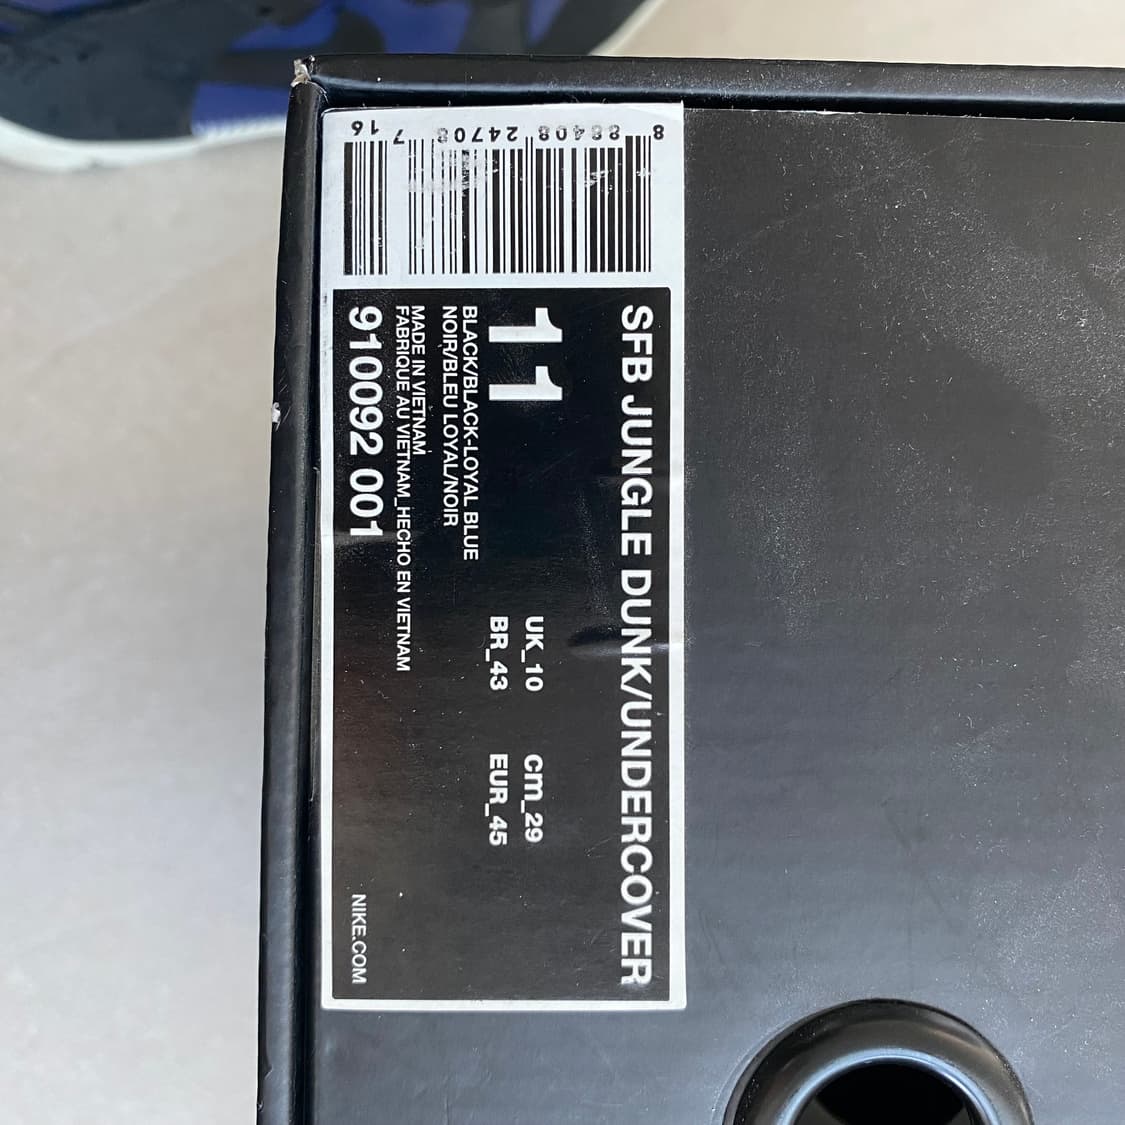 SFB JUNGLE DUNK/UNDERCOVER
11
UK_10 cm_29
BR_43 EUR_45
BLACK/BLACK-LOYAL BLUE
NOIR/BLEU LOYAL/NOIR
MADE IN VIETNAM
FABRIQUE AU VIETNAM_HECHO EN VIETNAM
910092 001
NIKE.COM
8 88408 24708 7 16